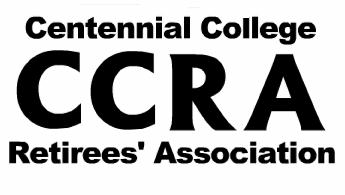 Centennial College
CCRA
Retirees' Association